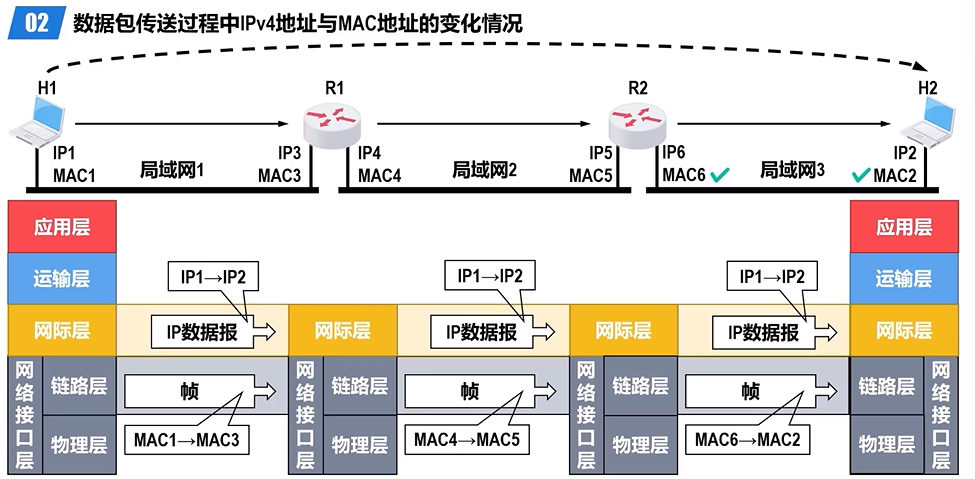 02 数据包传送过程中IPv4地址与MAC地址的变化情况
H1 R1 R2 H2
IP1 IP3 IP4 IP5 IP6 IP2
MAC1 局域网1 MAC3 MAC4 局域网2 MAC5 MAC6 局域网3 MAC2
应用层 应用层
运输层 IP1→IP2 IP1→IP2 IP1→IP2 运输层
网际层 IP数据报 网际层 IP数据报 网际层 IP数据报 网际层
网络接口层 链路层 帧 网络接口层 链路层 帧 网络接口层 链路层 帧 链路层 网络接口层
物理层 MAC1→MAC3 物理层 MAC4→MAC5 物理层 MAC6→MAC2 物理层